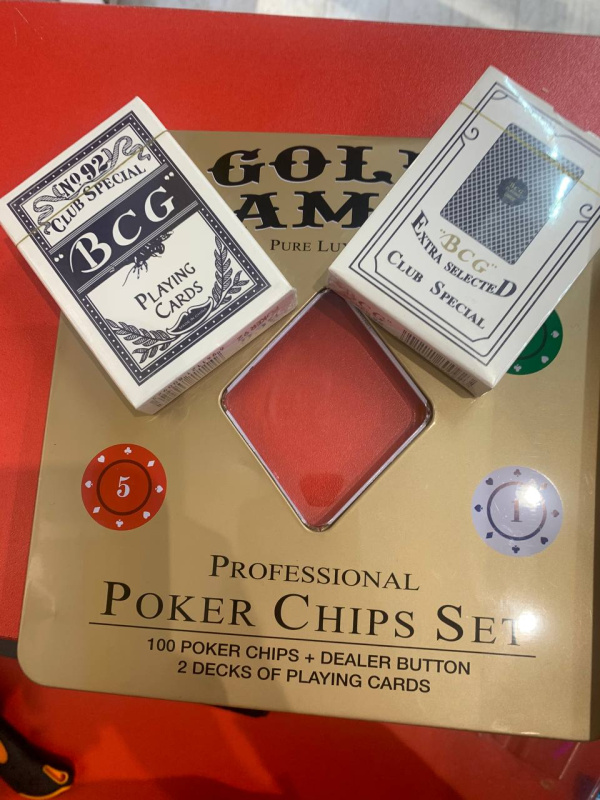 Nº 92
CLUB SPECIAL
"BCG"
PLAYING
CARDS
"BCG"
EXTRA SELECTED
CLUB SPECIAL
PURE
5
1
PROFESSIONAL
POKER CHIPS SET
100 POKER CHIPS + DEALER BUTTON
2 DECKS OF PLAYING CARDS